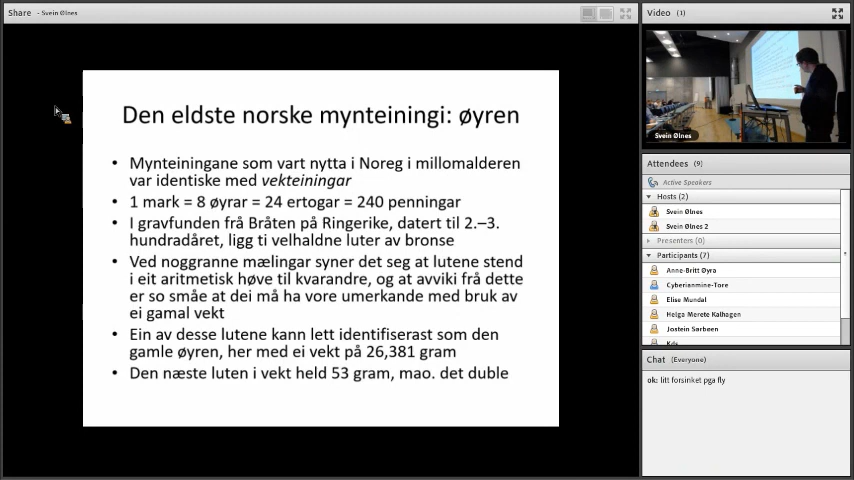 Share - Svein Ølnes
Den eldste norske mynteiningi: øyren
• Mynteiningane som vart nytta i Noreg i millomalderen
var identiske med vekteiningar
• 1 mark = 8 øyrar = 24 ertogar = 240 penningar
• I gravfunden frå Bråten på Ringerike, datert til 2.–3.
hundradåret, ligg ti velhaldne luter av bronse
• Ved noggranne mælingar syner det seg at lutene stend
i eit aritmetisk høve til kvarandre, og at avviki frå dette
er so småe at dei må ha vore umerkande med bruk av
ei gamal vekt
• Ein av desse lutene kann lett identifiserast som den
gamle øyren, her med ei vekt på 26,381 gram
• Den næste luten i vekt held 53 gram, mao. det duble
Video (1)
Svein Ølnes
Attendees (9)
Active Speakers
Hosts (2)
Svein Ølnes
Svein Ølnes 2
Presenters (0)
Participants (7)
Anne-Britt Øyra
Cyberianmine-Tore
Elise Mundal
Helga Merete Kalhagen
Jostein Sørbøen
Chat (Everyone)
ok: litt forsinket pga fly